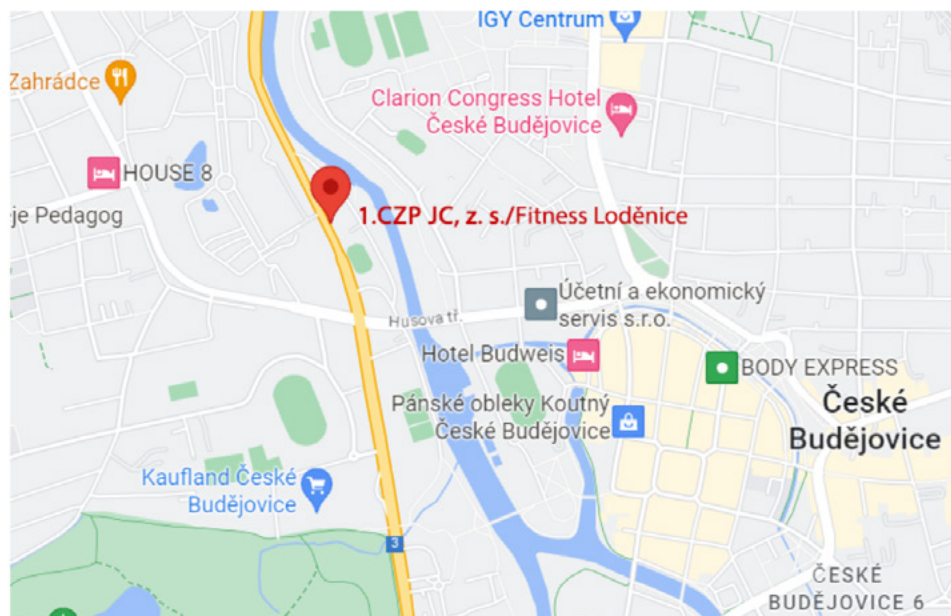 IGY Centrum
Zahrádce
Clarion Congress Hotel
České Budějovice
HOUSE 8
je Pedagog
1.CZP JC, z. s./Fitness Loděnice
Účetní a ekonomický
servis s.r.o.
Husova tř.
Hotel Budweis
BODY EXPRESS
Pánské obleky Koutný
České Budějovice
České
Budějovice
Kaufland České
Budějovice
3
ČESKÉ
BUDĚJOVICE 6